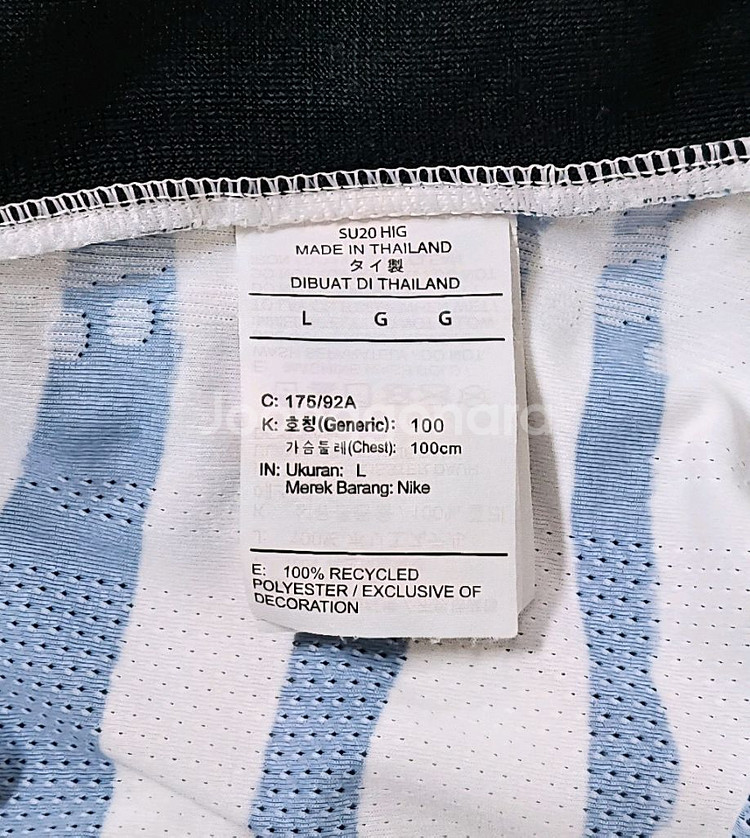 SU20 HIG
MADE IN THAILAND
タイ製
DIBUAT DI THAILAND
L G G
C: 175/92A
K: 호칭(Generic): 100
가슴둘레(Chest): 100cm
IN: Ukuran: L
Merek Barang: Nike
E: 100% RECYCLED
POLYESTER / EXCLUSIVE OF
DECORATION